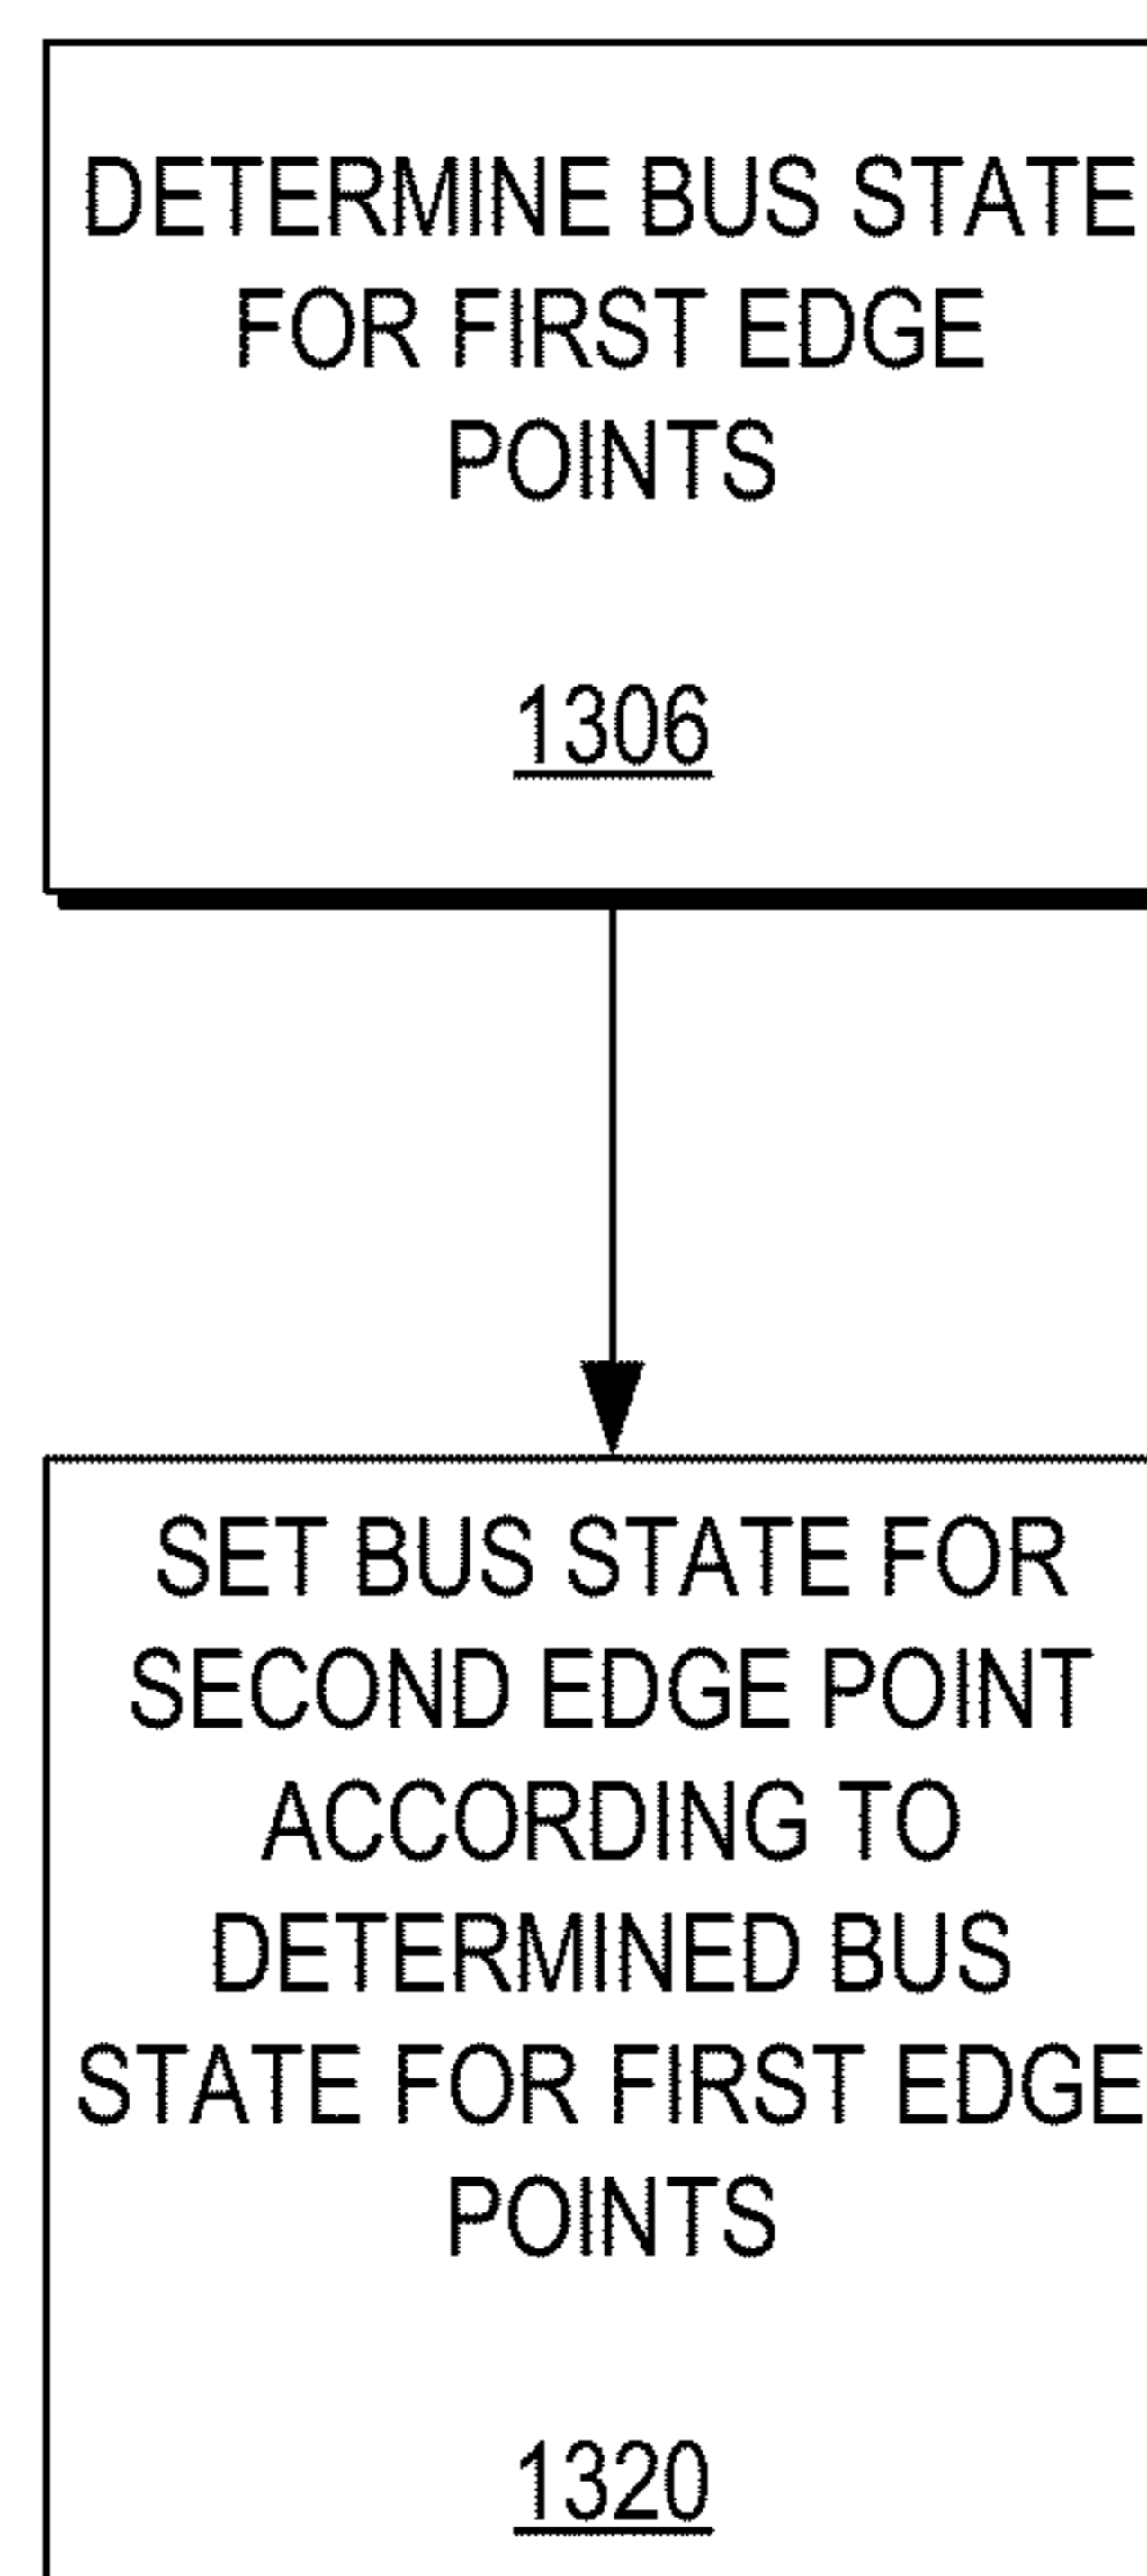 DETERMINE BUS STATE
FOR FIRST EDGE
POINTS
1306
SET BUS STATE FOR
SECOND EDGE POINT
ACCORDING TO
DETERMINED BUS
STATE FOR FIRST EDGE
POINTS
1320